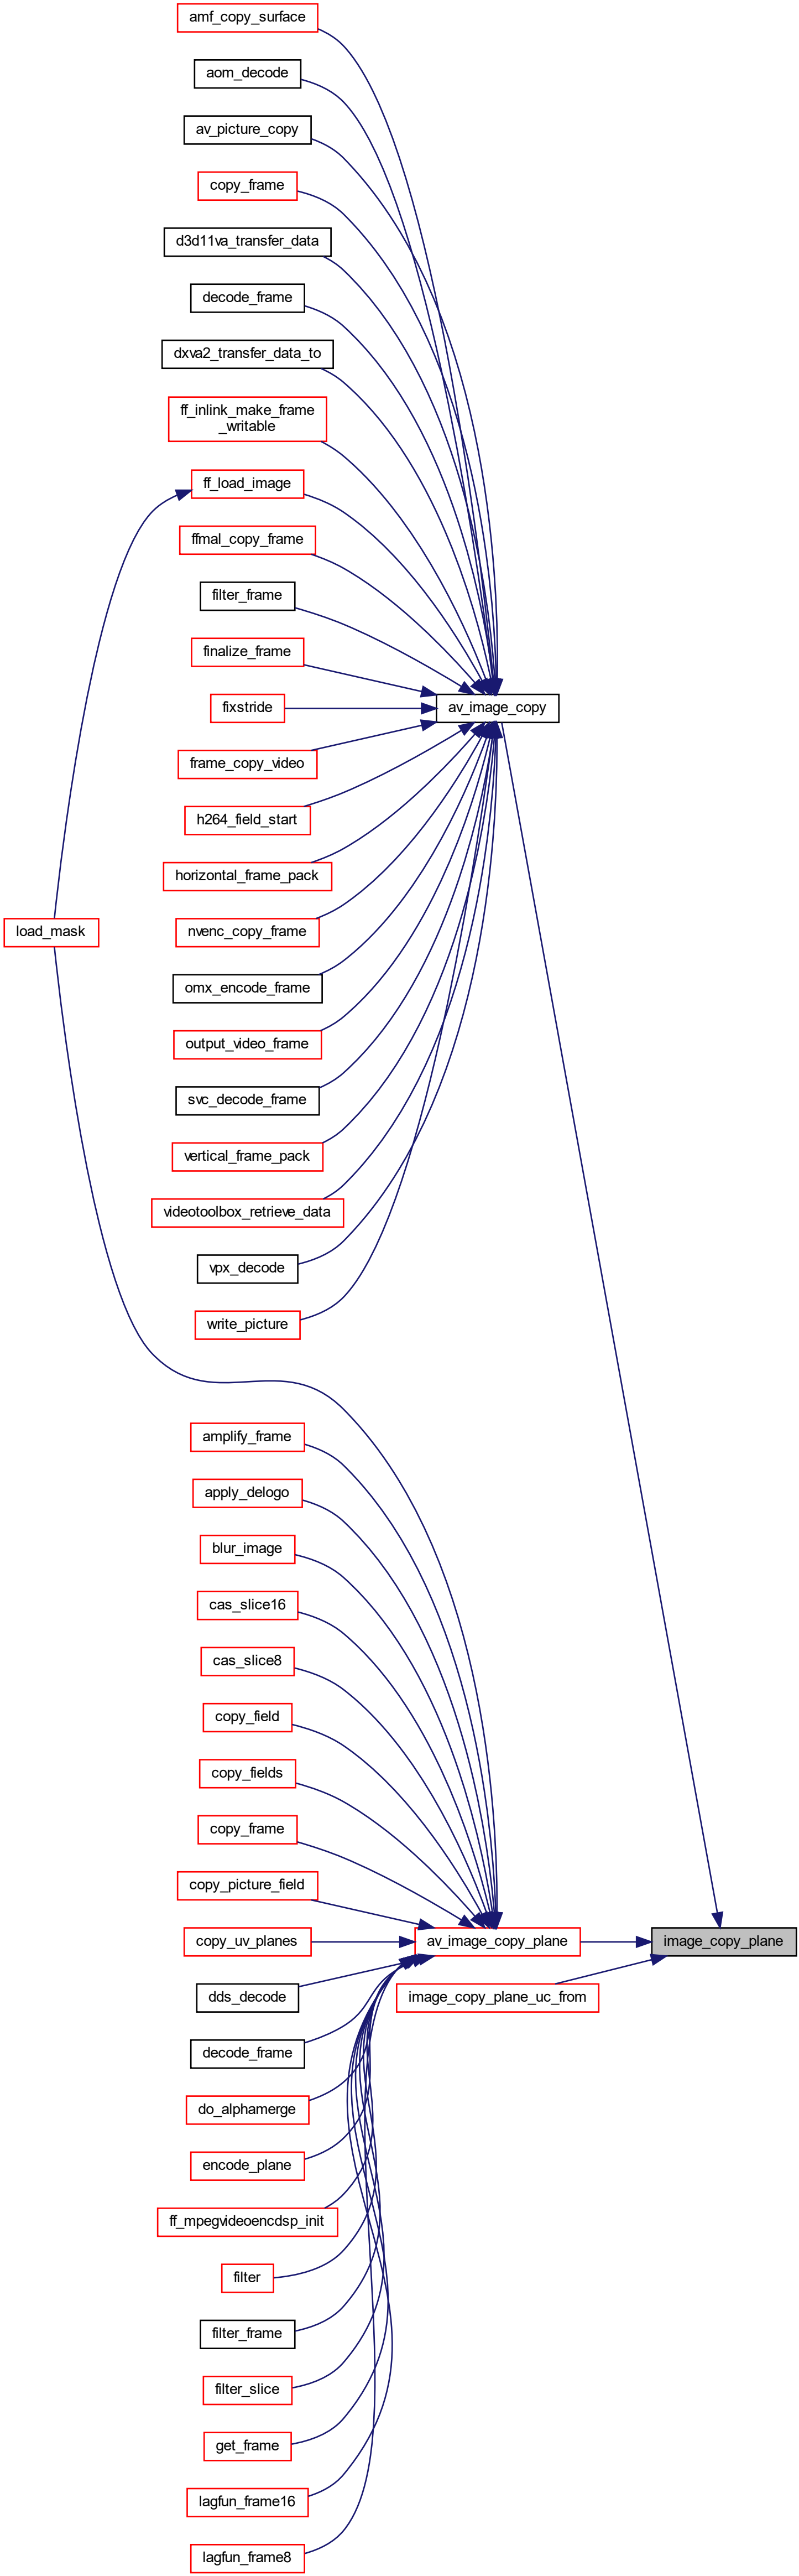 amf_copy_surface
aom_decode
av_picture_copy
copy_frame
d3d11va_transfer_data
decode_frame
dxva2_transfer_data_to
ff_inlink_make_frame
_writable
ff_load_image
ffmal_copy_frame
filter_frame
finalize_frame
fixstride
av_image_copy
frame_copy_video
h264_field_start
horizontal_frame_pack
load_mask
nvenc_copy_frame
omx_encode_frame
output_video_frame
svc_decode_frame
vertical_frame_pack
videotoolbox_retrieve_data
vpx_decode
write_picture
amplify_frame
apply_delogo
blur_image
cas_slice16
cas_slice8
copy_field
copy_fields
copy_frame
copy_picture_field
copy_uv_planes
av_image_copy_plane
image_copy_plane
dds_decode
image_copy_plane_uc_from
decode_frame
do_alphamerge
encode_plane
ff_mpegvideoencdsp_init
filter
filter_frame
filter_slice
get_frame
lagfun_frame16
lagfun_frame8